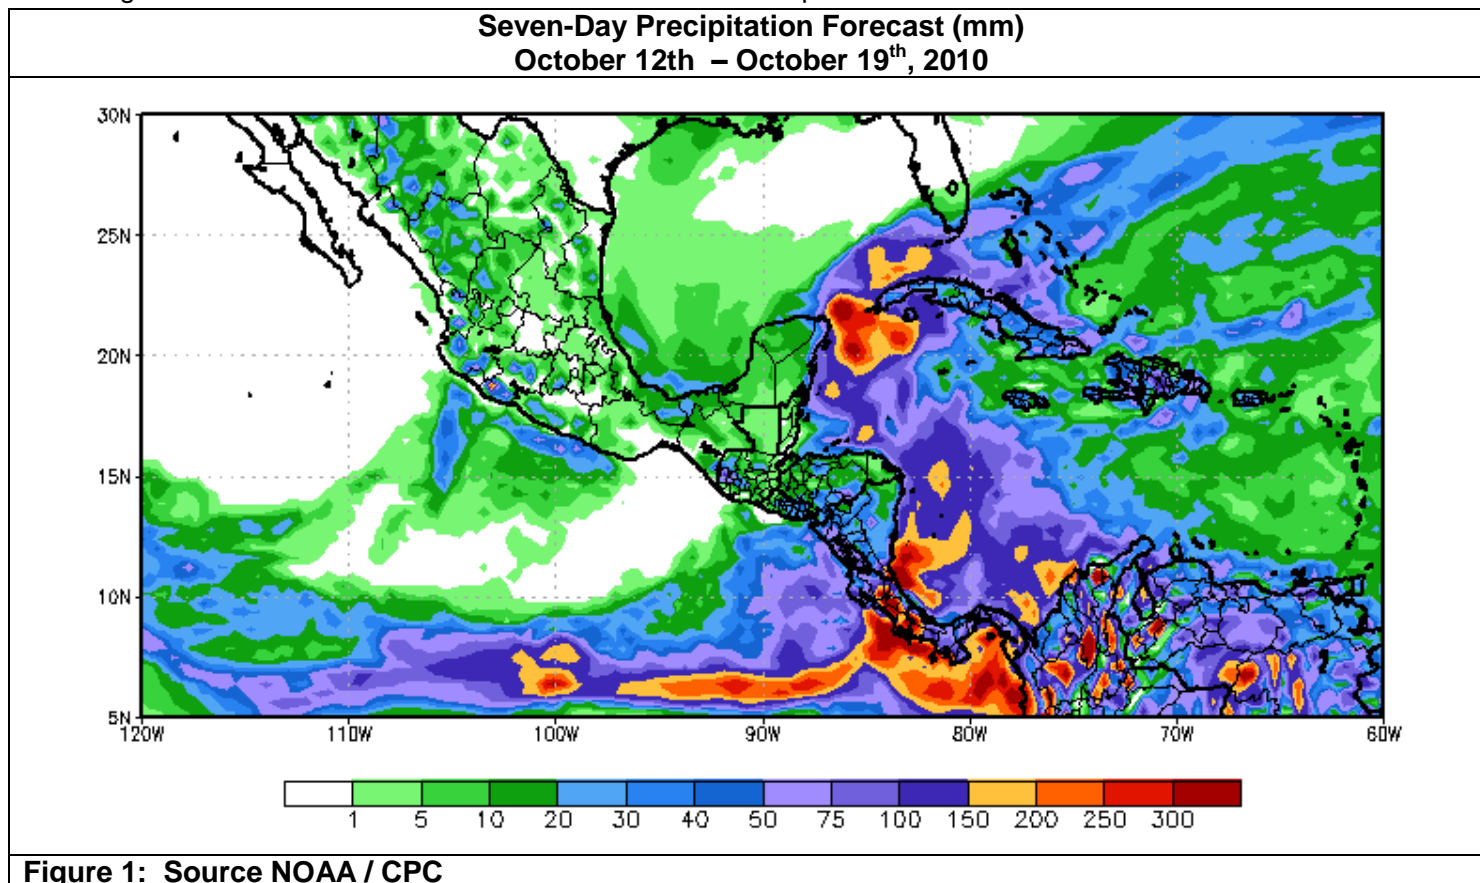 Seven-Day Precipitation Forecast (mm)
October 12th – October 19th, 2010
30N
25N
20N
15N
10N
5N
120W 110W 100W 90W 80W 70W 60W
1 5 10 20 30 40 50 75 100 150 200 250 300
Figure 1: Source NOAA / CPC